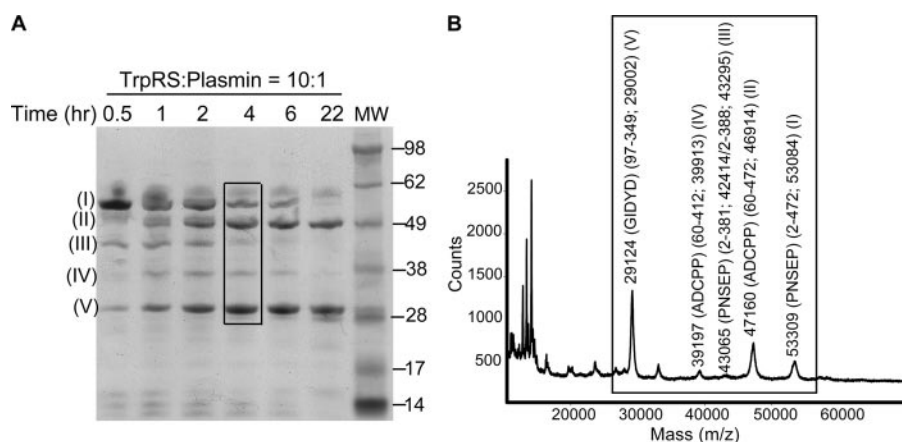 A
TrpRS:Plasmin = 10:1
Time (hr) 0.5 1 2 4 6 22 MW
98
62
(I)
(II)
49
(III)
38
(IV)
(V)
28
17
14
B
29124 (GIDYD) (97-349; 29002) (V)
39197 (ADCPP) (60-412; 39913) (IV)
43065 (PNSEP) (2-381; 42414/2-388; 43295) (III)
47160 (ADCPP) (60-472; 46914) (II)
53309 (PNSEP) (2-472; 53084) (I)
Counts
2500
2000
1500
1000
500
20000 30000 40000 50000 60000
Mass (m/z)